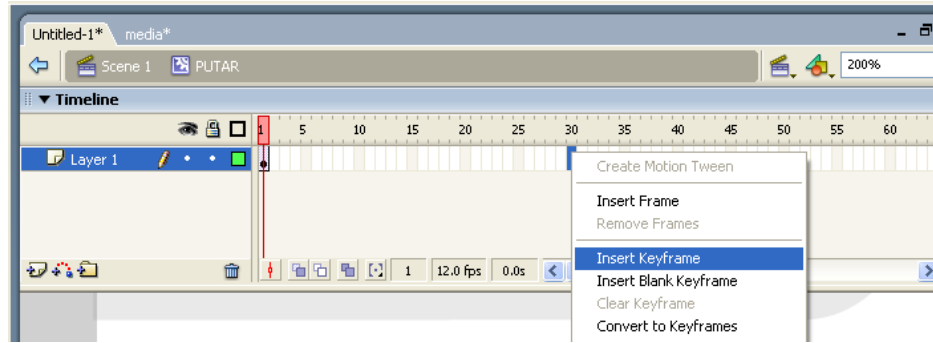 Untitled-1* media*
Scene 1 PUTAR 200%
Timeline
1 5 10 15 20 25 30 35 40 45 50 55 60
Layer 1
Create Motion Tween
Insert Frame
Remove Frames
Insert Keyframe
1 12.0 fps 0.0s
Insert Blank Keyframe
Clear Keyframe
Convert to Keyframes